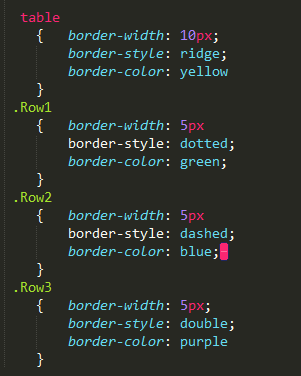 table
{ border-width: 10px;
border-style: ridge;
border-color: yellow
}
.Row1
{ border-width: 5px
border-style: dotted;
border-color: green;
}
.Row2
{ border-width: 5px
border-style: dashed;
border-color: blue;
}
.Row3
{ border-width: 5px;
border-style: double;
border-color: purple
}